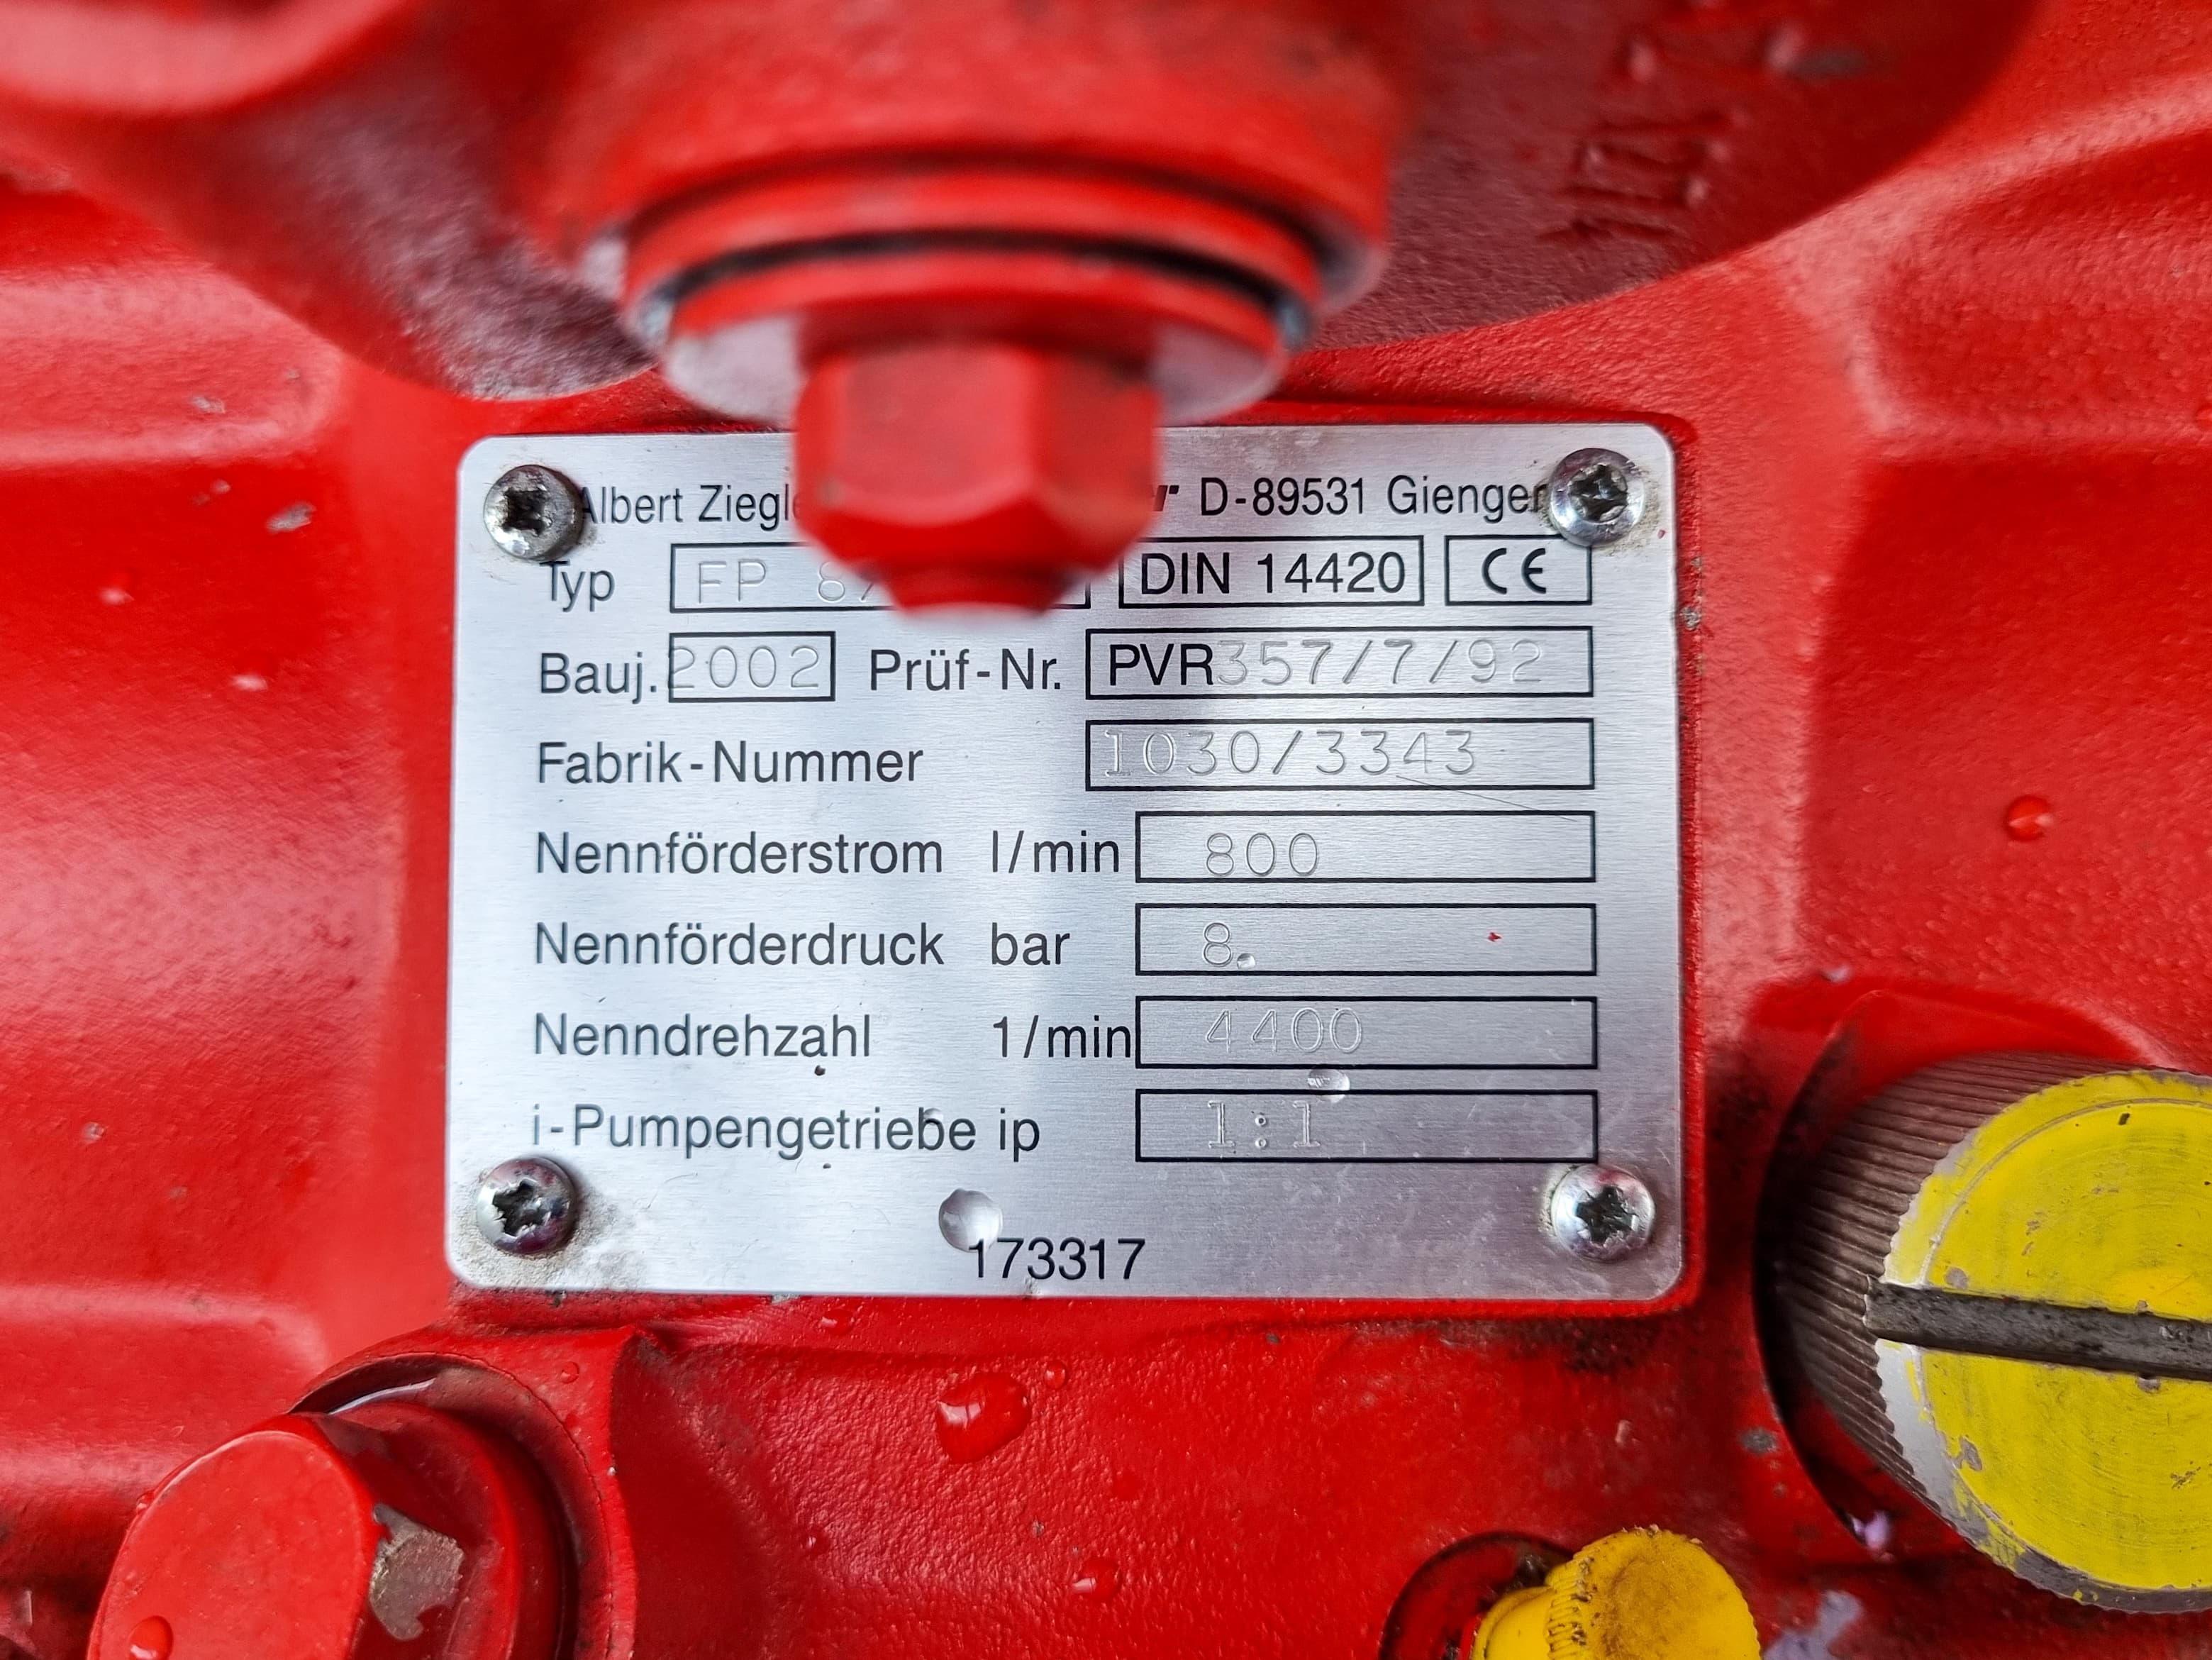 Albert Ziegle D-89531 Giengen
Typ FP 8/ DIN 14420 CE
Bauj. 2002 Prüf-Nr. PVR357/7/92
Fabrik-Nummer 1030/3343
Nennförderstrom l/min 800
Nennförderdruck bar 8
Nenndrehzahl 1/min 4400
i-Pumpengetriebe ip 1:1
173317